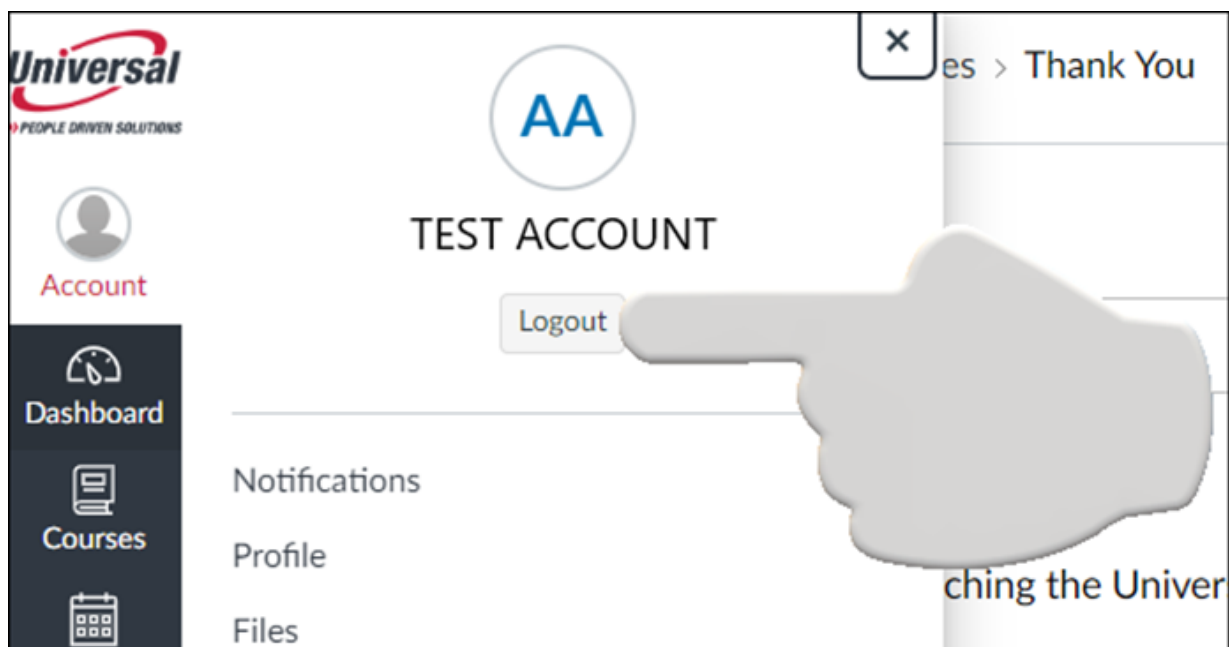 Universal
PEOPLE DRIVEN SOLUTIONS
Account
Dashboard
Courses
×
AA
TEST ACCOUNT
Logout
Notifications
Profile
Files
es > Thank You
ching the Univer